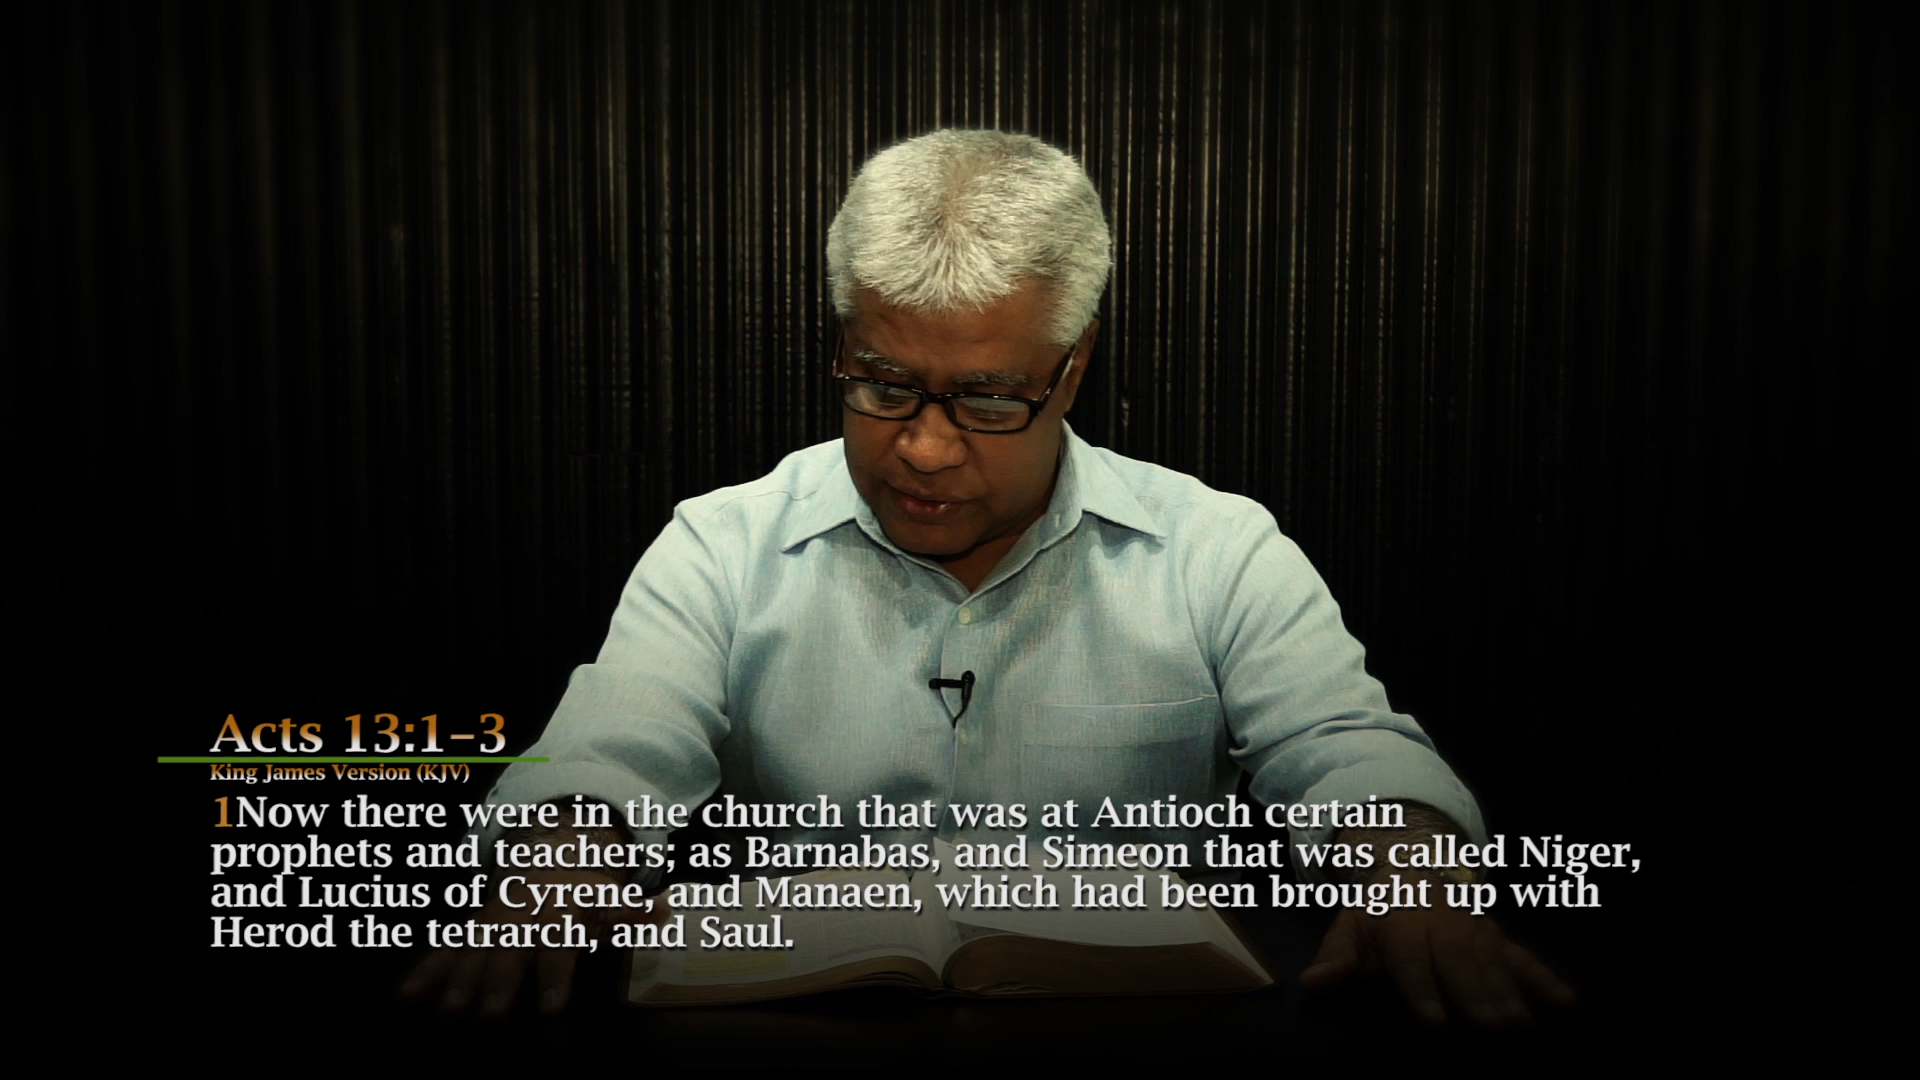 Acts 13:1-3
King James Version (KJV)
1Now there were in the church that was at Antioch certain
prophets and teachers; as Barnabas, and Simeon that was called Niger,
and Lucius of Cyrene, and Manaen, which had been brought up with
Herod the tetrarch, and Saul.